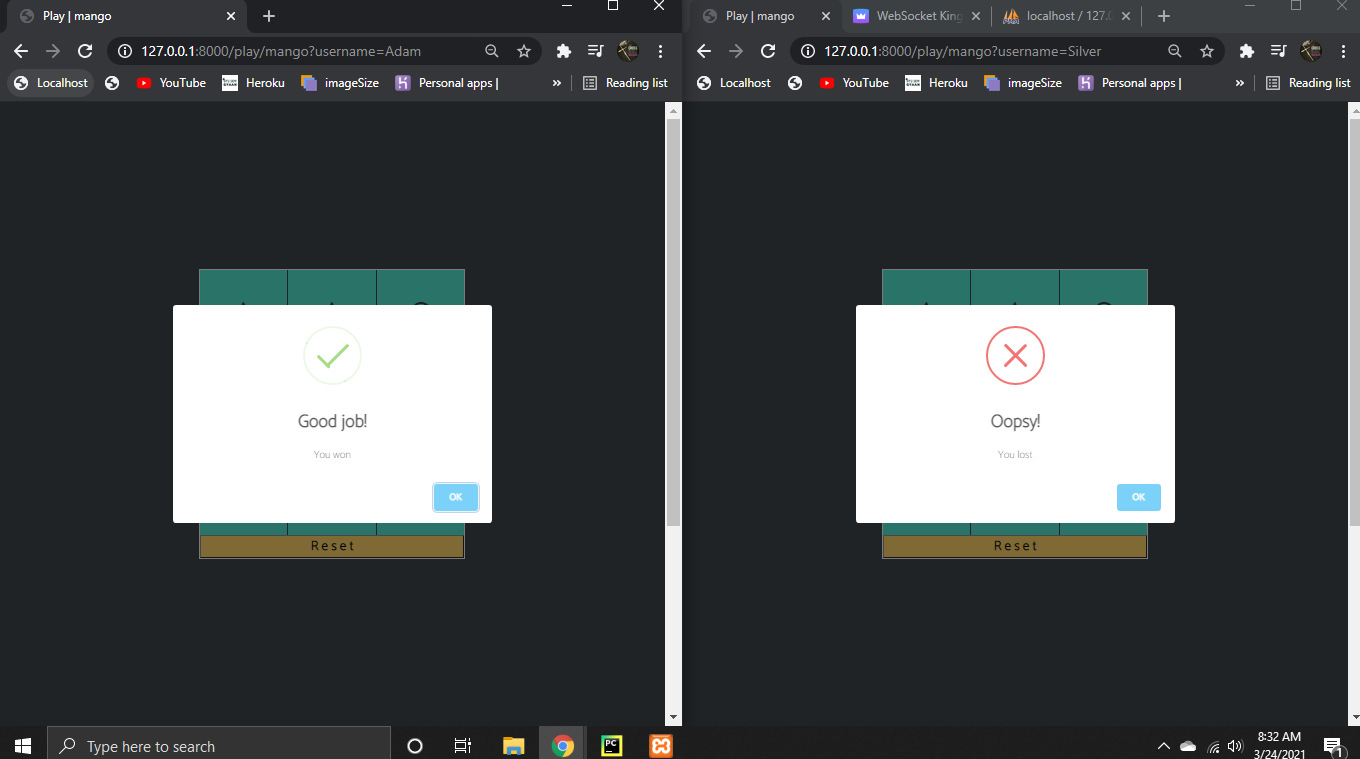 Play | mango
127.0.0.1:8000/play/mango?username=Adam
Localhost
YouTube
Heroku
imageSize
Personal apps |
»
Reading list
Good job!
You won
OK
Reset
Play | mango
WebSocket King
localhost / 127.0
127.0.0.1:8000/play/mango?username=Silver
Localhost
YouTube
Heroku
imageSize
Personal apps |
»
Reading list
Oopsy!
You lost
OK
Reset
Type here to search
PC
8:32 AM
3/24/2021
1